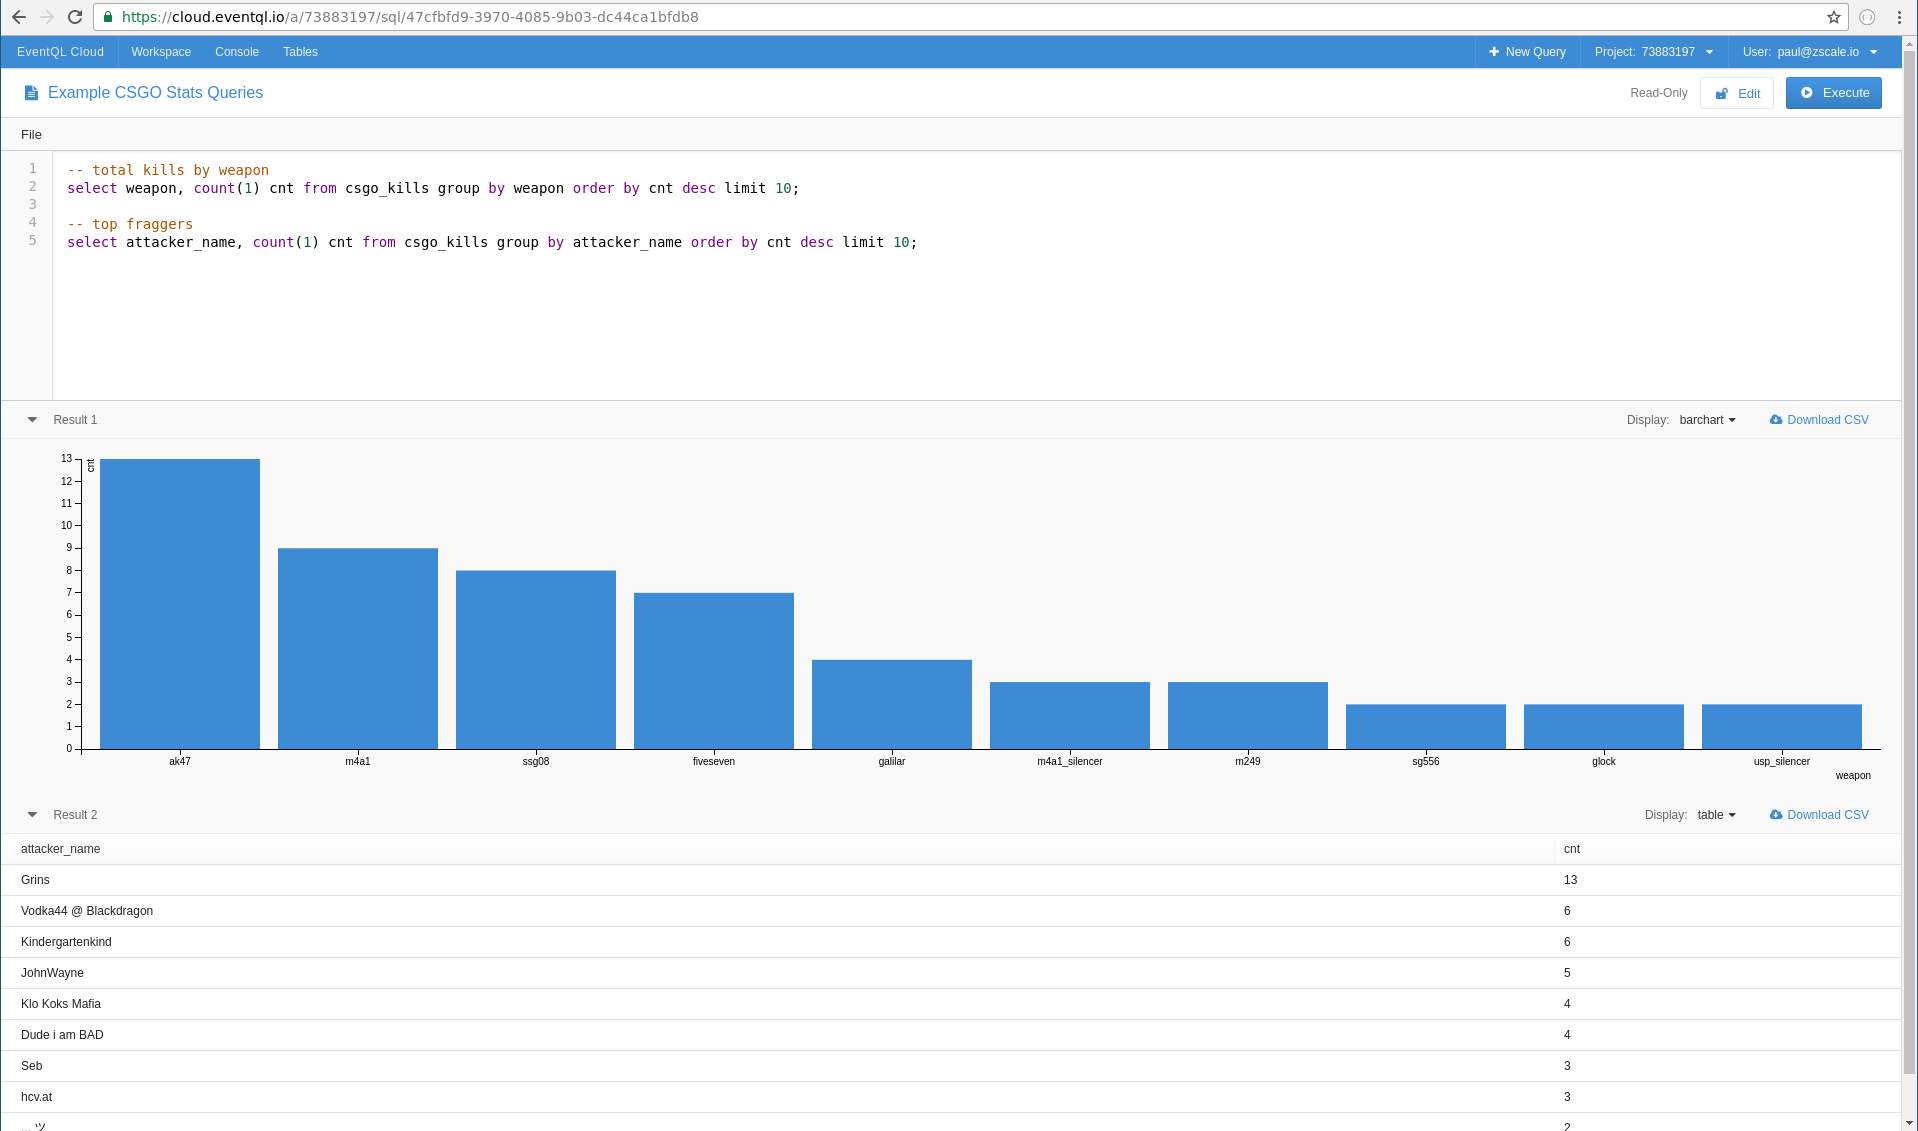 https://cloud.eventql.io/a/73883197/sql/47cfbfd9-3970-4085-9b03-dc44ca1bfdb8
EventQL Cloud Workspace Console Tables New Query Project: 73883197 User: paul@zscale.io
Example CSGO Stats Queries Read-Only Edit Execute
File
1 -- total kills by weapon
2 select weapon, count(1) cnt from csgo_kills group by weapon order by cnt desc limit 10;
3
4 -- top fraggers
5 select attacker_name, count(1) cnt from csgo_kills group by attacker_name order by cnt desc limit 10;
Result 1 Display: barchart Download CSV
cnt
13
12
11
10
9
8
7
6
5
4
3
2
1
0
ak47 m4a1 ssg08 fiveseven galilar m4a1_silencer m249 sg556 glock usp_silencer
weapon
Result 2 Display: table Download CSV
attacker_name cnt
Grins 13
Vodka44 @ Blackdragon 6
Kindergartenkind 6
JohnWayne 5
Klo Koks Mafia 4
Dude i am BAD 4
Seb 3
hcv.at 3
... ツ 2